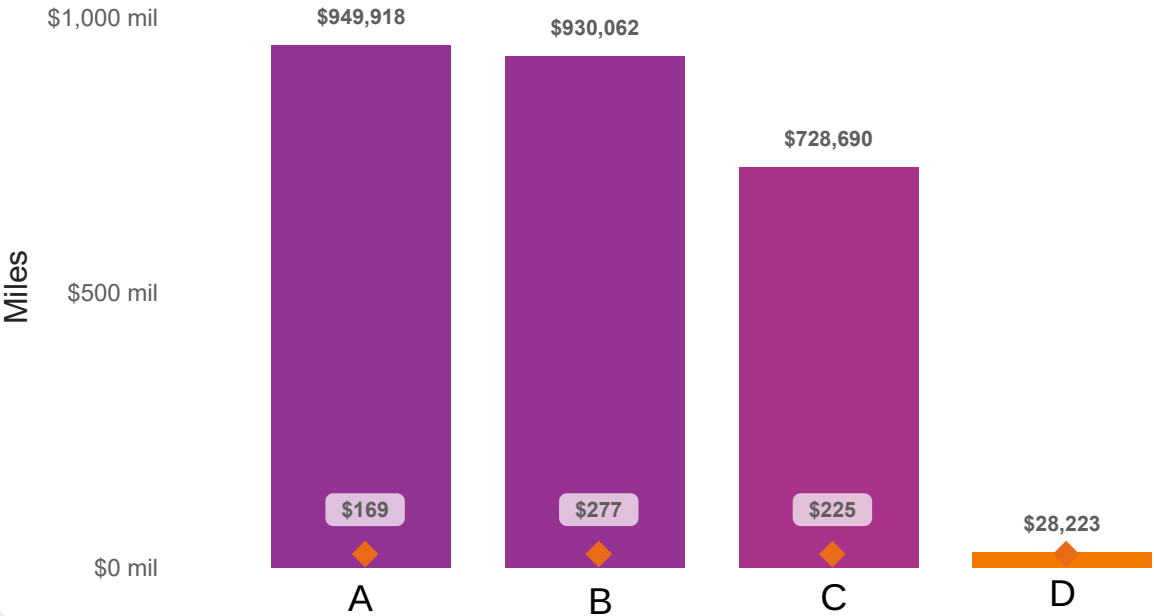 $1,000 mil
$949,918
$930,062
$728,690
Miles
$500 mil
$169
$277
$225
$28,223
$0 mil
A
B
C
D